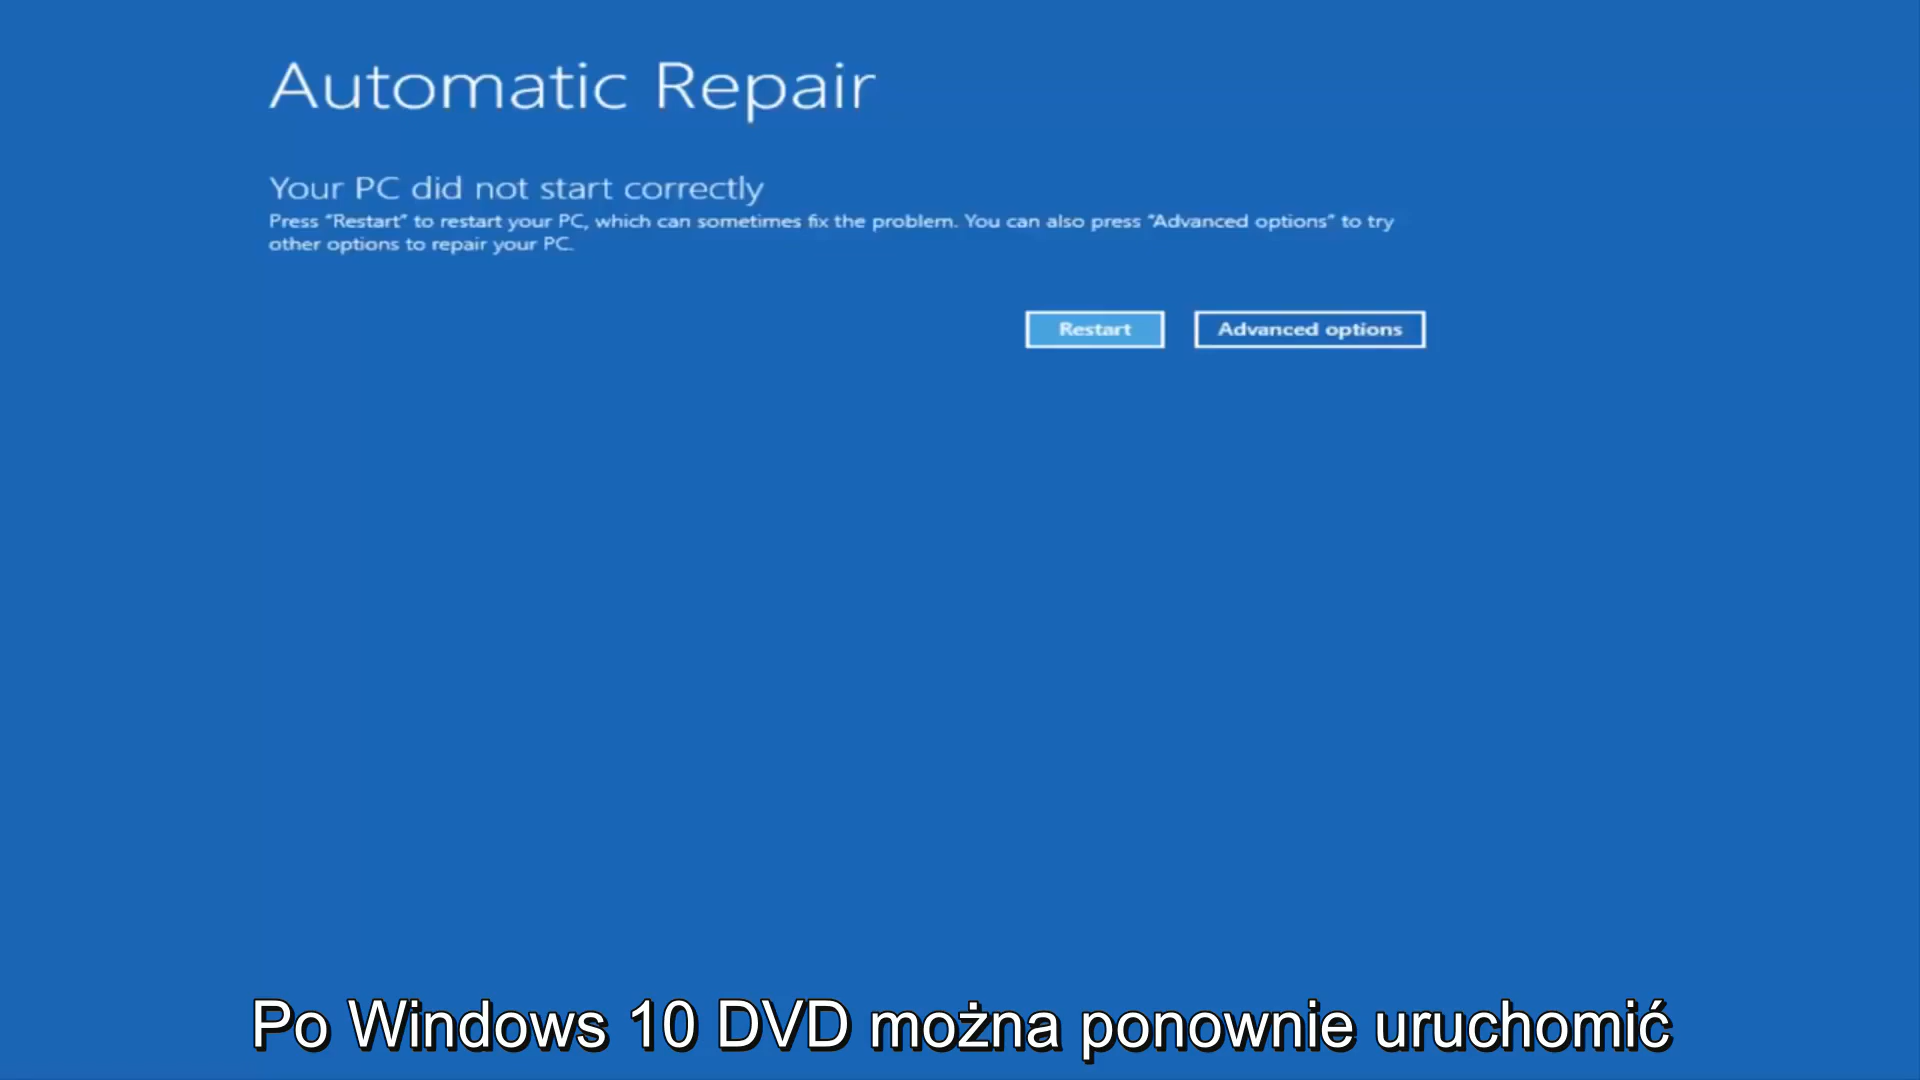 Automatic Repair
Your PC did not start correctly
Press “Restart” to restart your PC, which can sometimes fix the problem. You can also press “Advanced options” to try
other options to repair your PC.
Restart
Advanced options
Po Windows 10 DVD można ponownie uruchomić